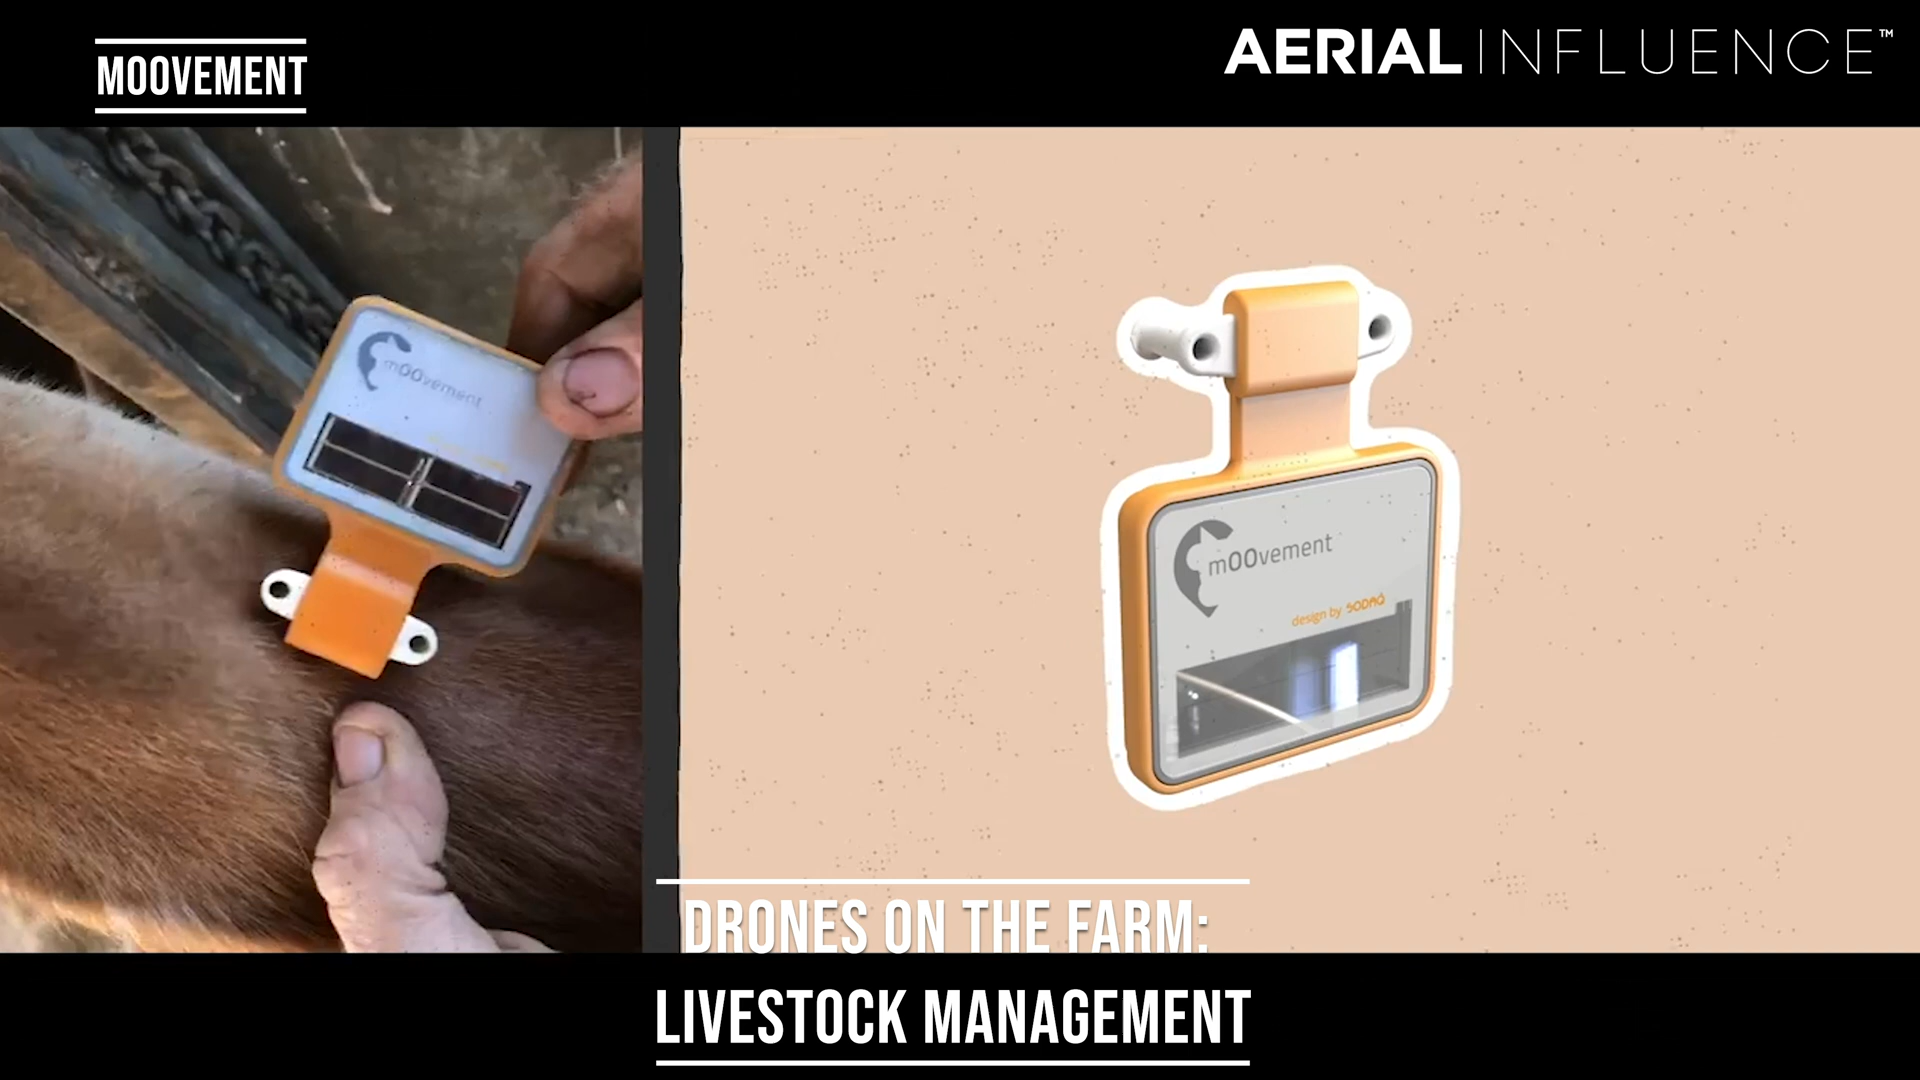 MOOVEMENT
AERIAL INFLUENCE™
mOOvement
mOOvement
design by SODAQ
DRONES ON THE FARM:
LIVESTOCK MANAGEMENT